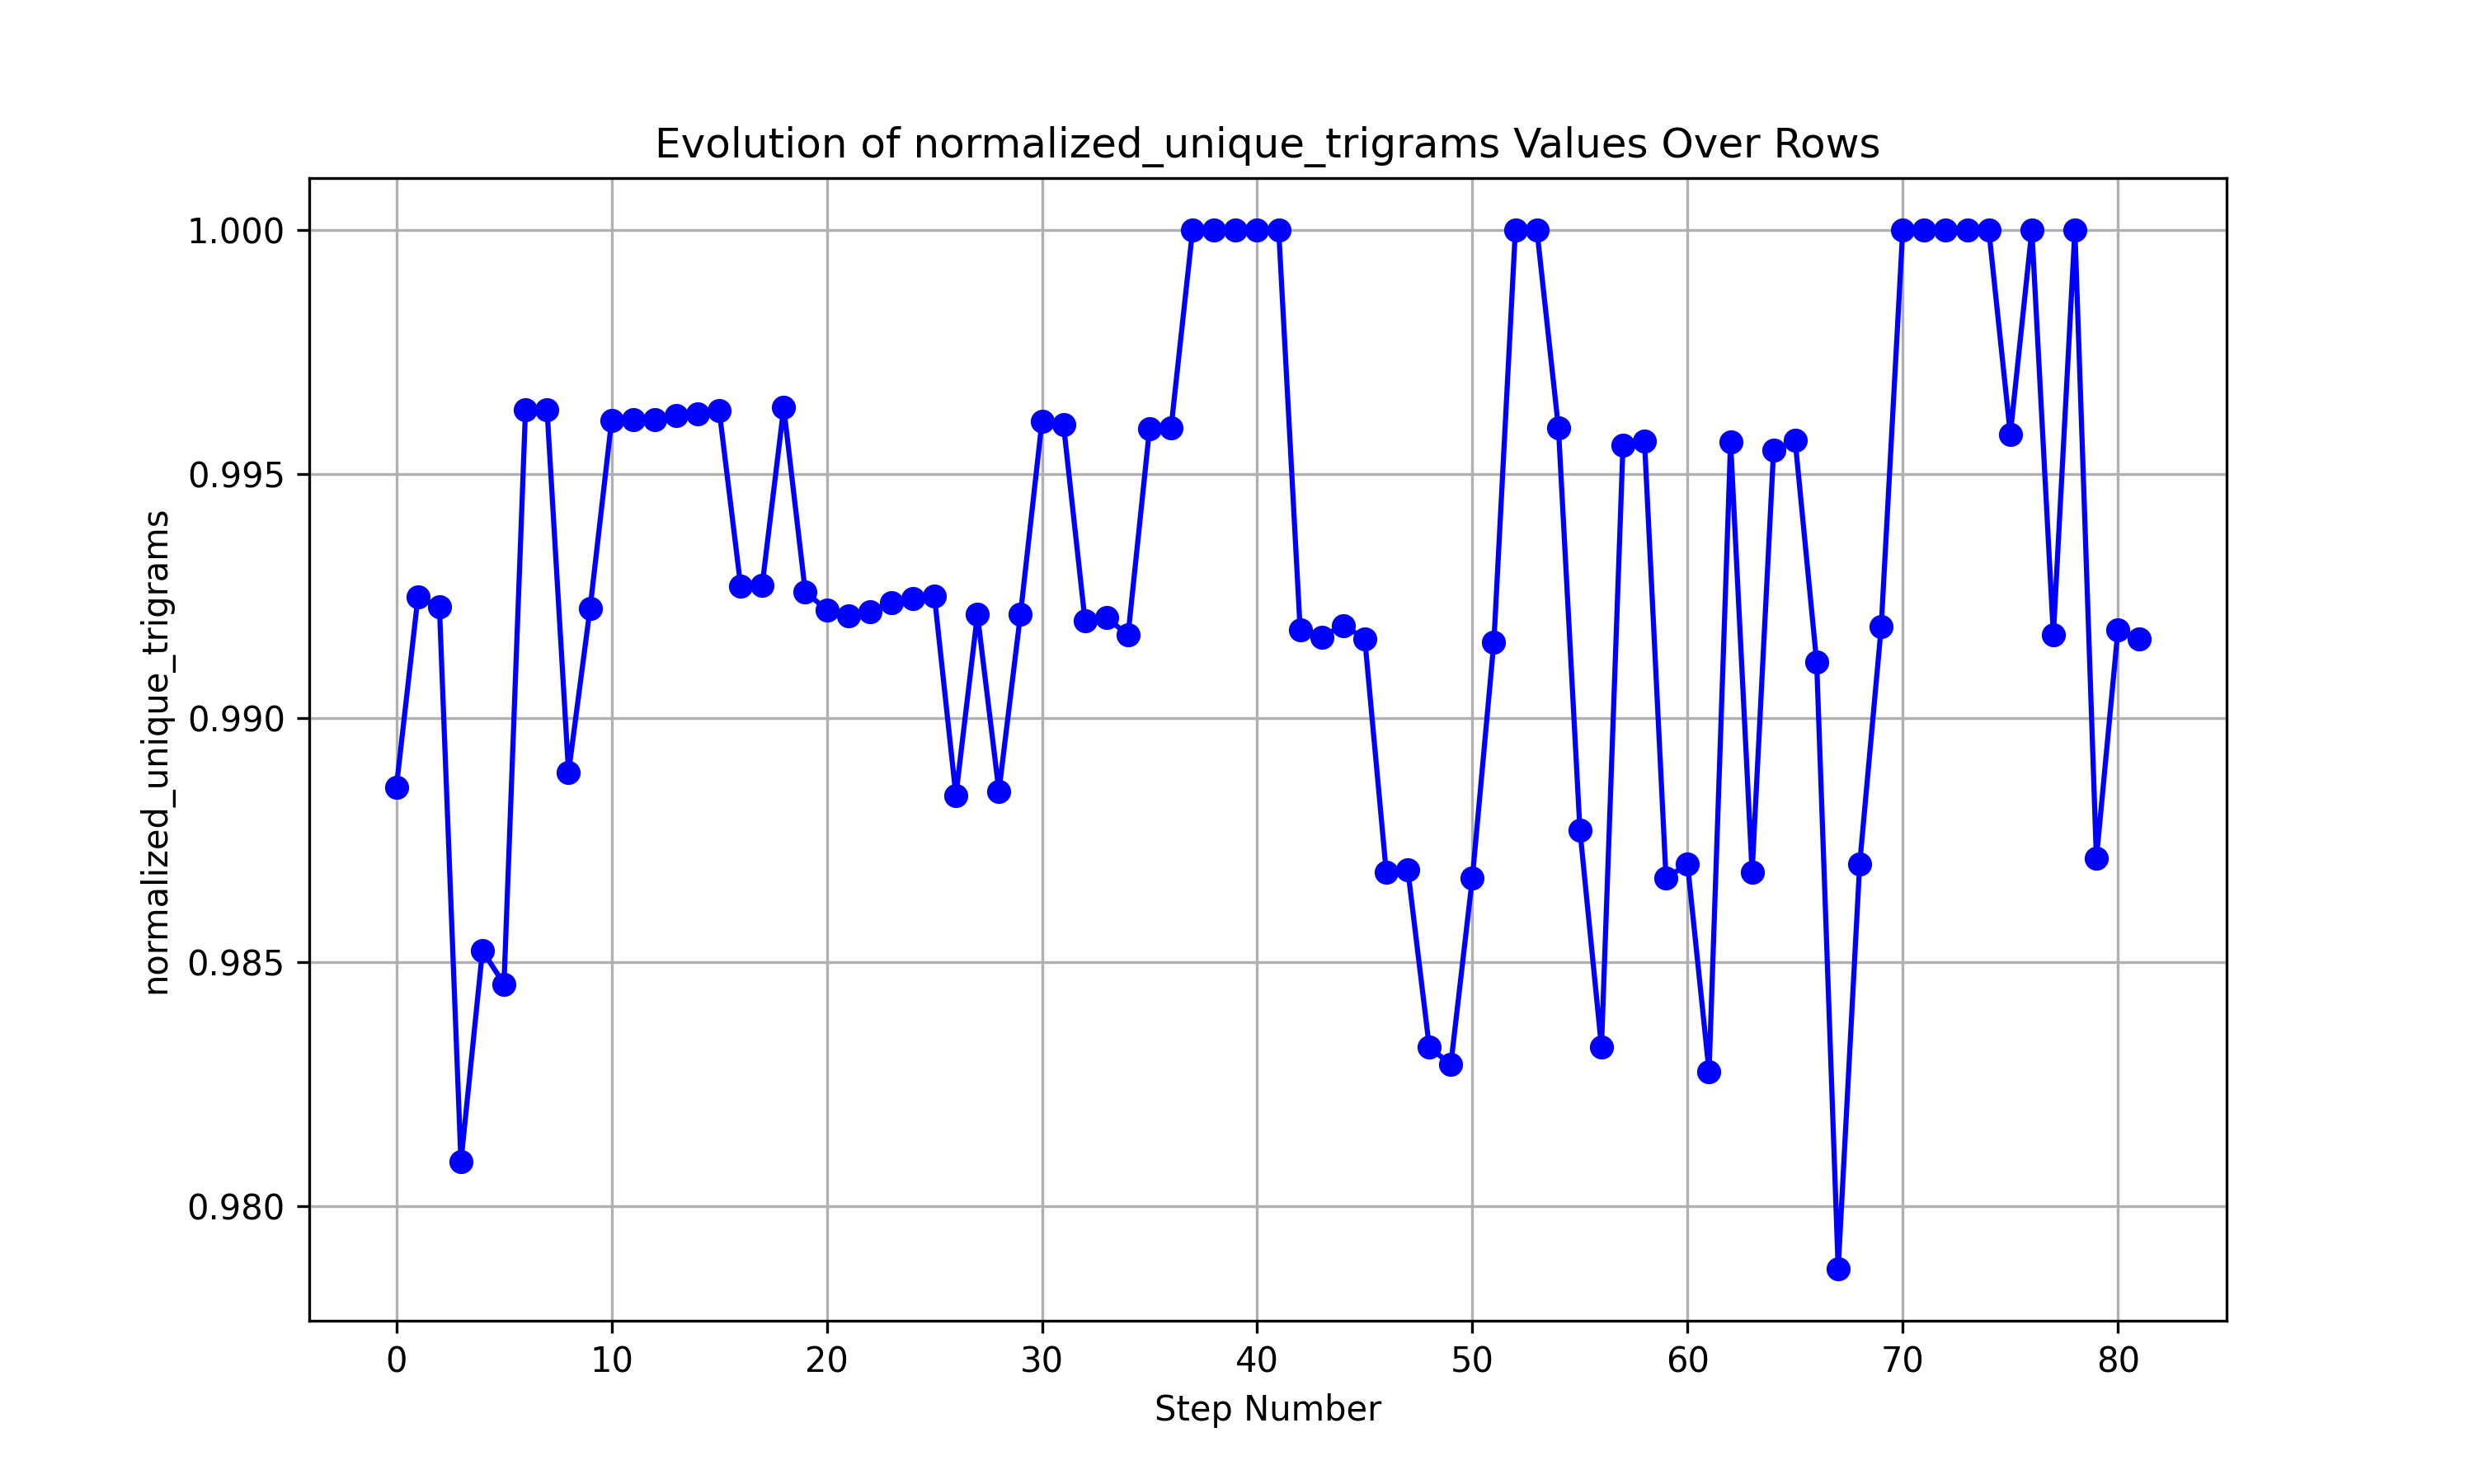 Evolution of normalized_unique_trigrams Values Over Rows
normalized_unique_trigrams
1.000
0.995
0.990
0.985
0.980
0 10 20 30 40 50 60 70 80
Step Number